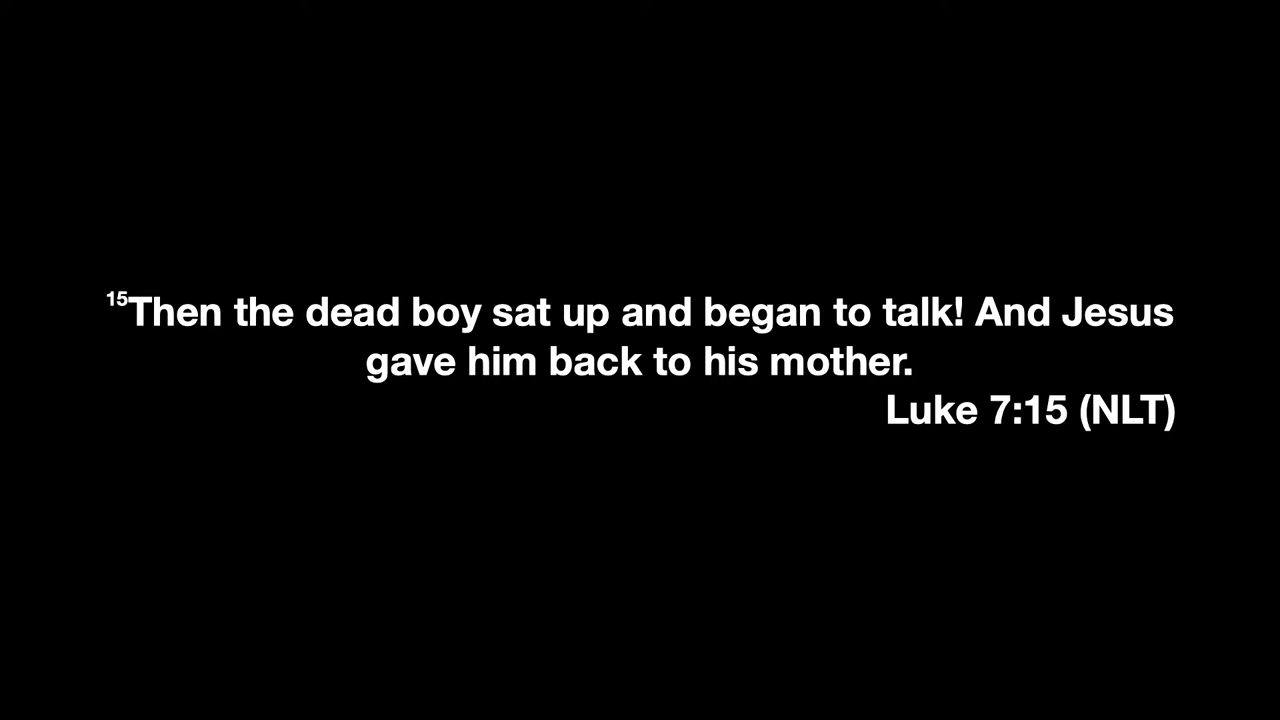 15Then the dead boy sat up and began to talk! And Jesus
gave him back to his mother.
Luke 7:15 (NLT)